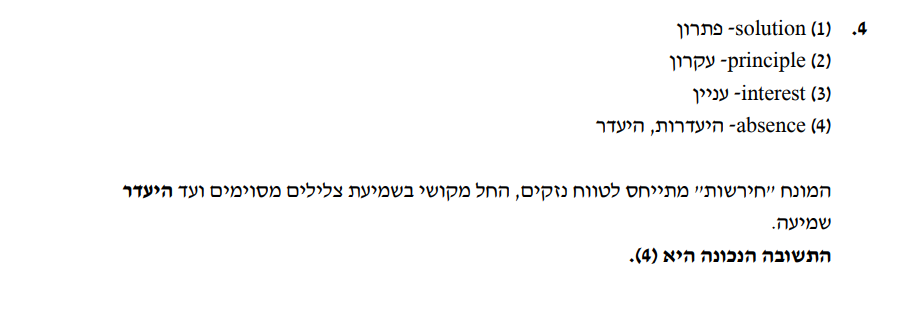 4. (1) solution- פתרון
(2) principle- עקרון
(3) interest- עניין
(4) absence- היעדרות, היעדר
המונח "חירשות" מתייחס לטווח נזקים, החל מקושי בשמיעת צלילים מסוימים ועד היעדר
שמיעה.
התשובה הנכונה היא (4).